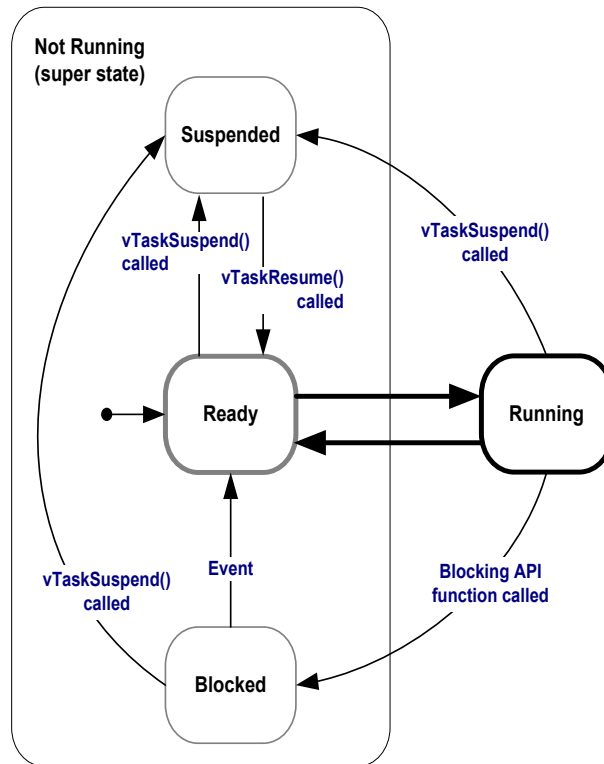 Not Running
(super state)
Suspended
vTaskSuspend()
called
vTaskSuspend()
called
vTaskResume()
called
Ready
Running
Event
vTaskSuspend()
called
Blocking API
function called
Blocked